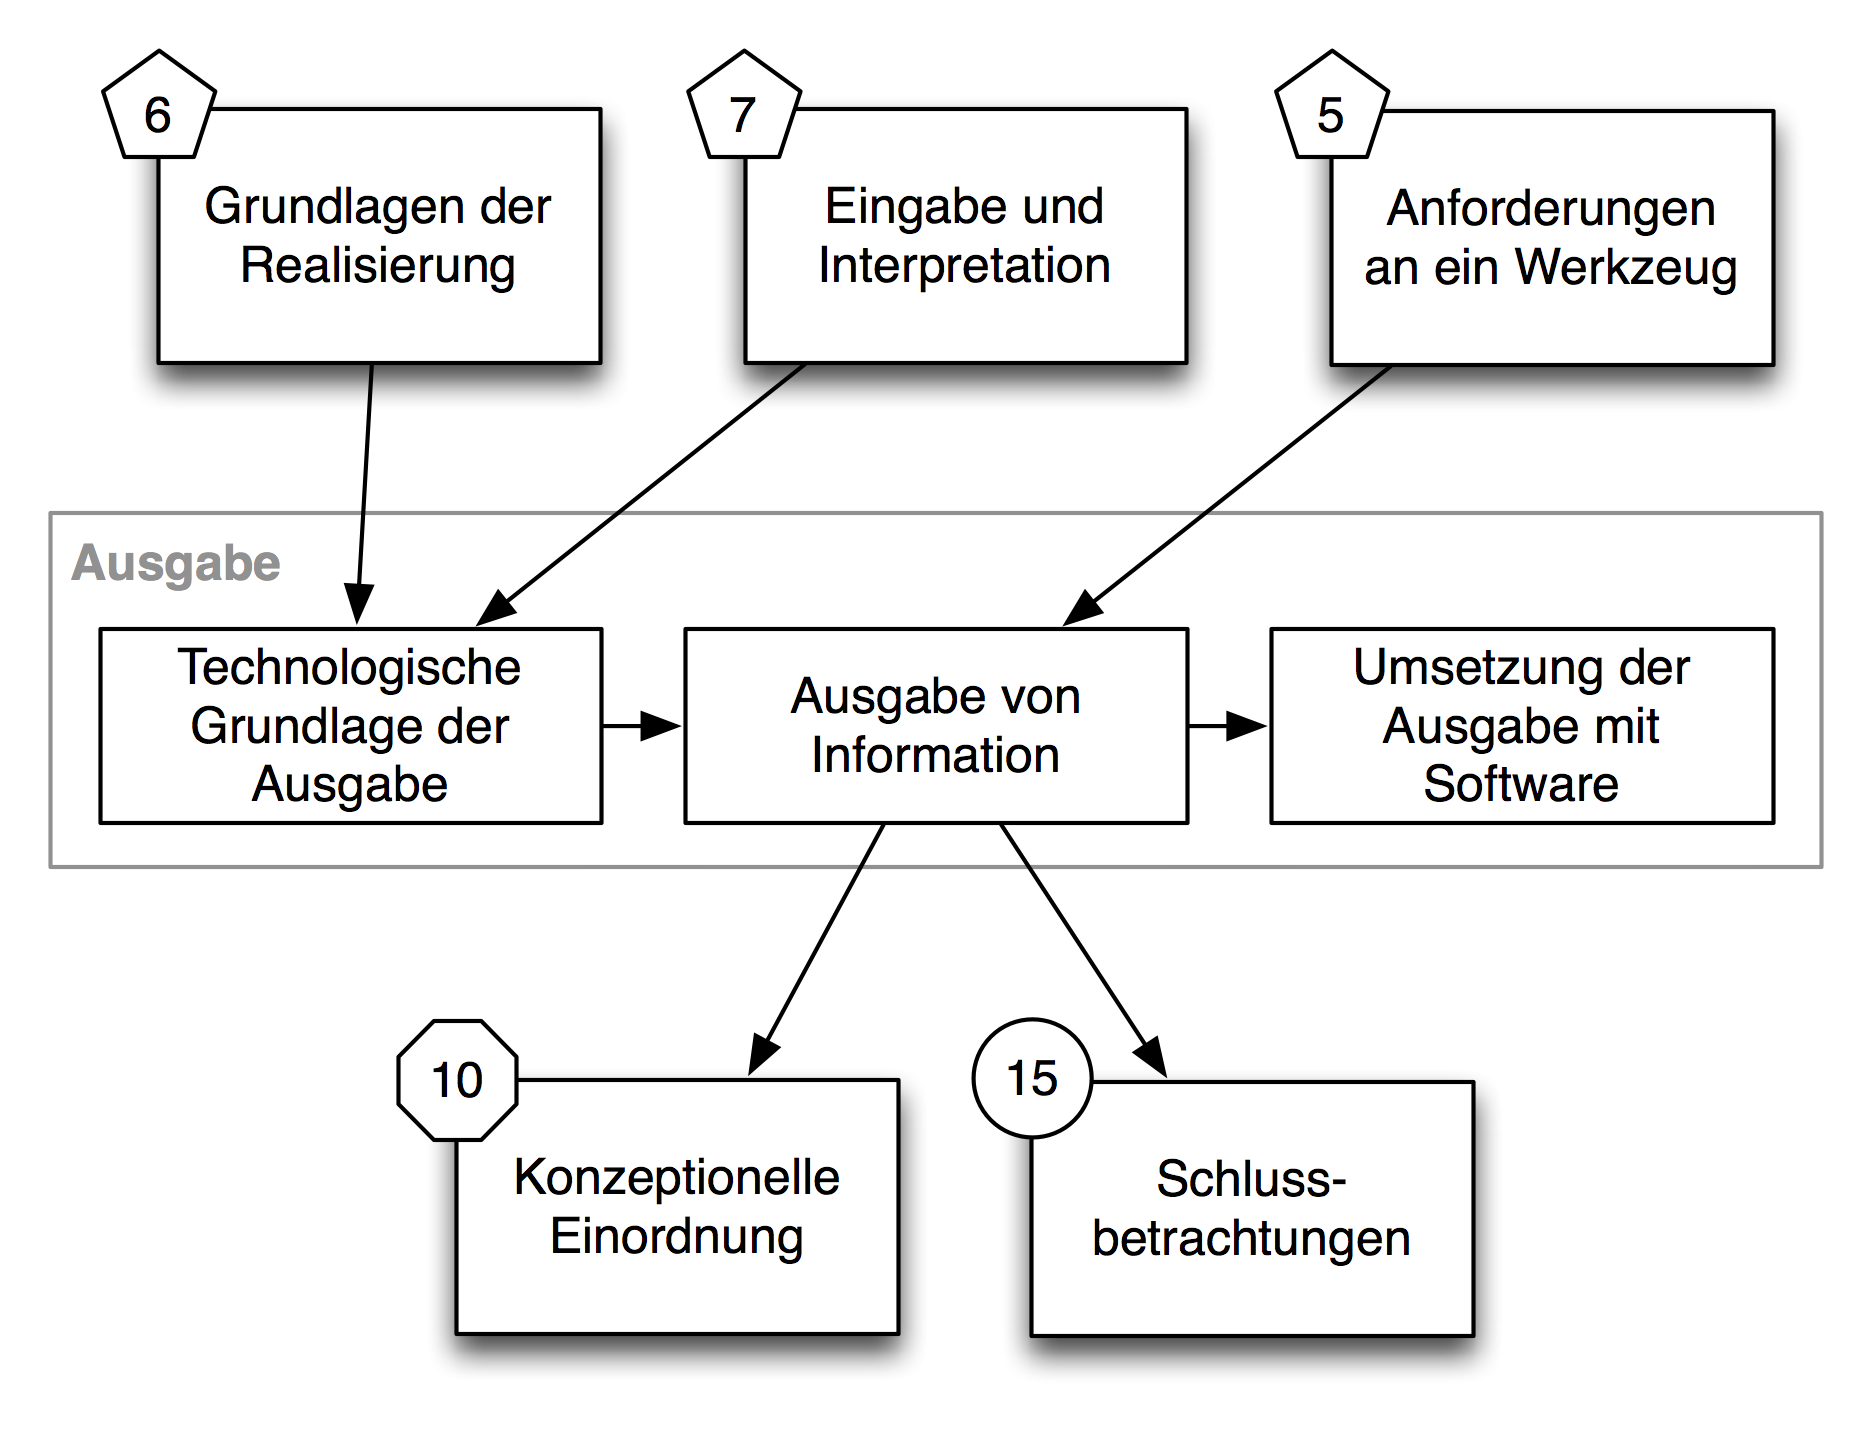 6
Grundlagen der
Realisierung
7
Eingabe und
Interpretation
5
Anforderungen
an ein Werkzeug
Ausgabe
Technologische
Grundlage der
Ausgabe
Ausgabe von
Information
Umsetzung der
Ausgabe mit
Software
10
Konzeptionelle
Einordnung
15
Schluss-
betrachtungen